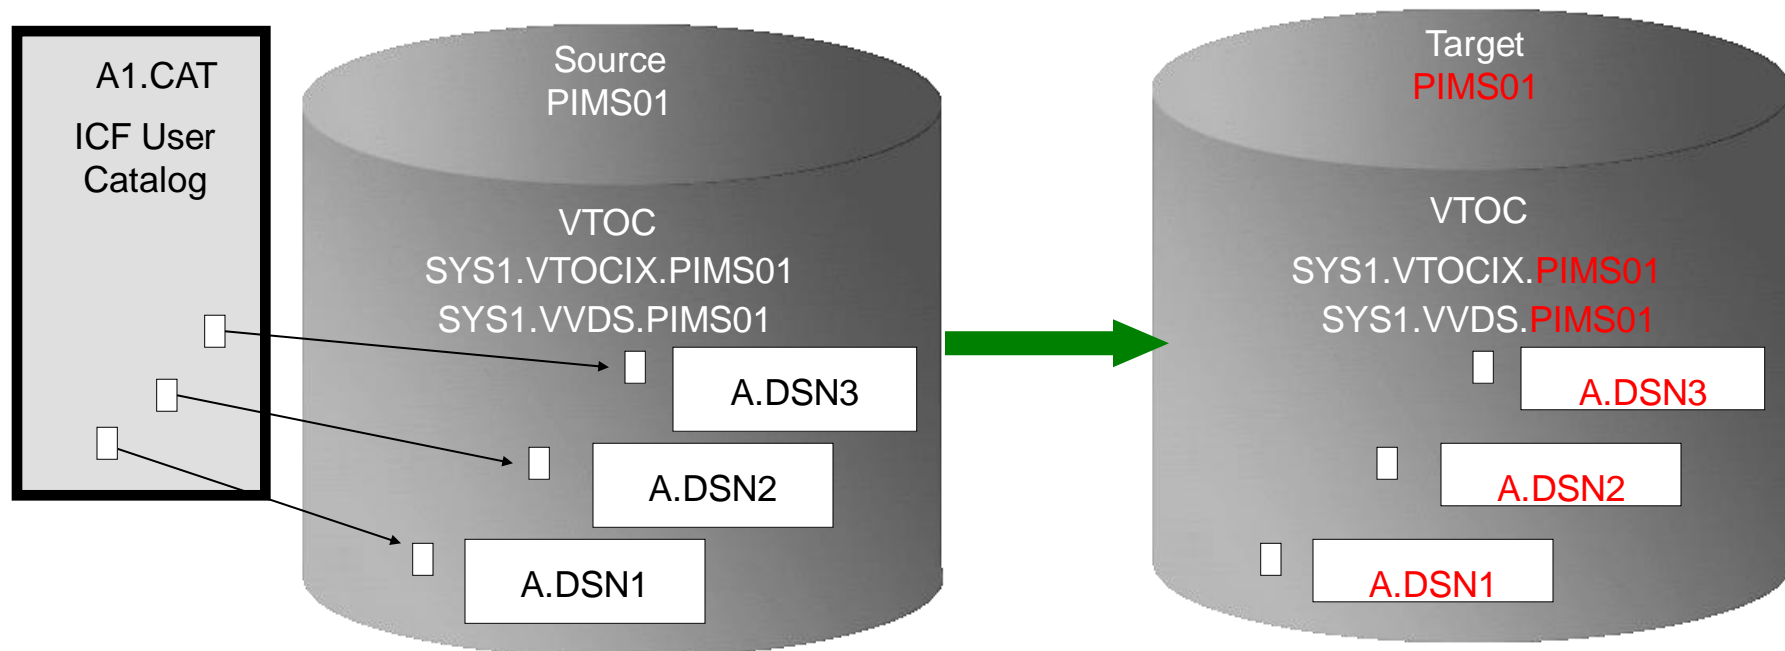 A1.CAT
ICF User
Catalog
Source
PIMS01
VTOC
SYS1.VTOCIX.PIMS01
SYS1.VVDS.PIMS01
A.DSN3
A.DSN2
A.DSN1
Target
PIMS01
VTOC
SYS1.VTOCIX.PIMS01
SYS1.VVDS.PIMS01
A.DSN3
A.DSN2
A.DSN1